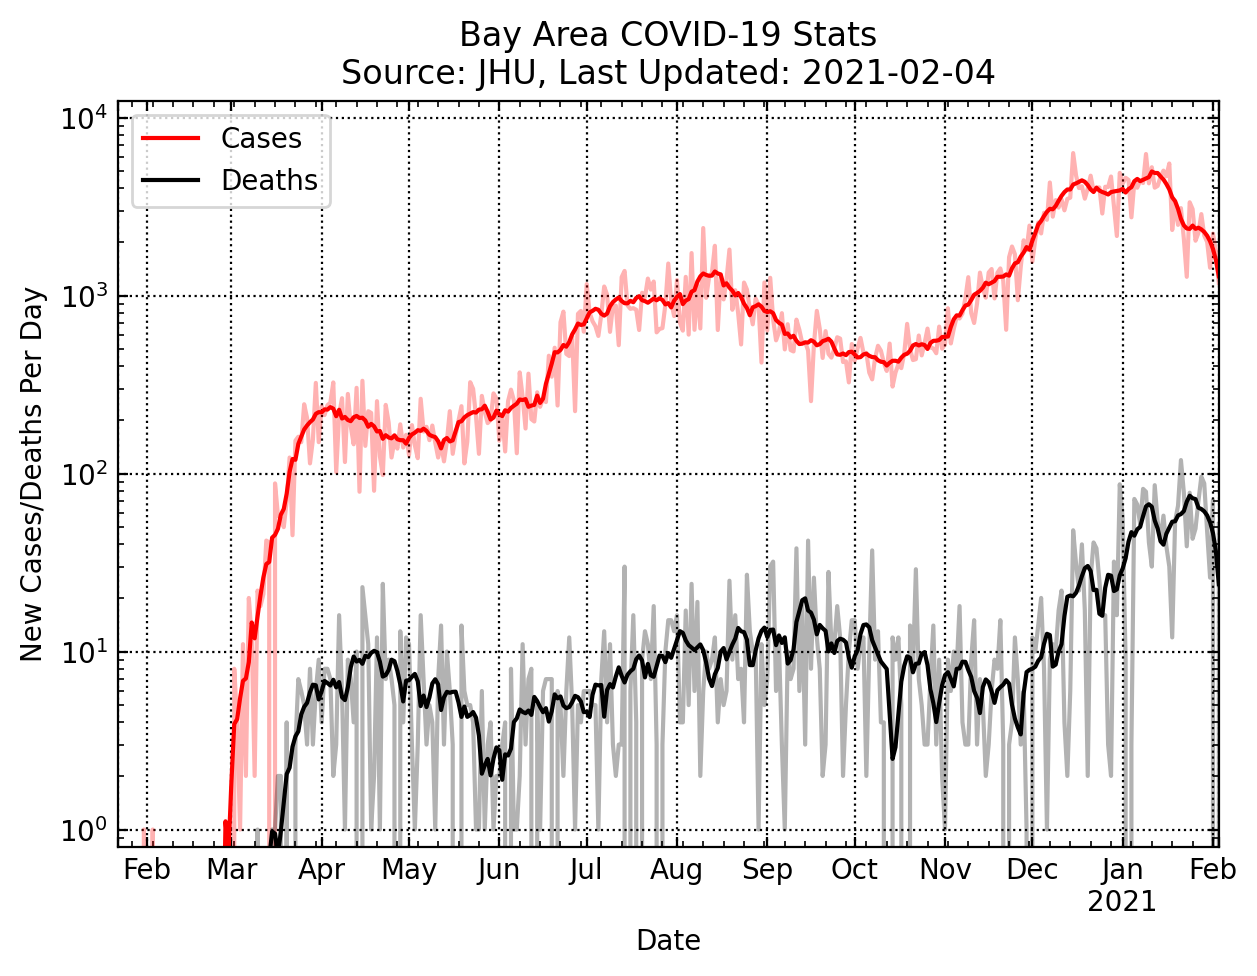 Bay Area COVID-19 Stats
Source: JHU, Last Updated: 2021-02-04
Cases
Deaths
New Cases/Deaths Per Day
10⁴
10³
10²
10¹
10⁰
Feb Mar Apr May Jun Jul Aug Sep Oct Nov Dec Jan Feb
2021
Date